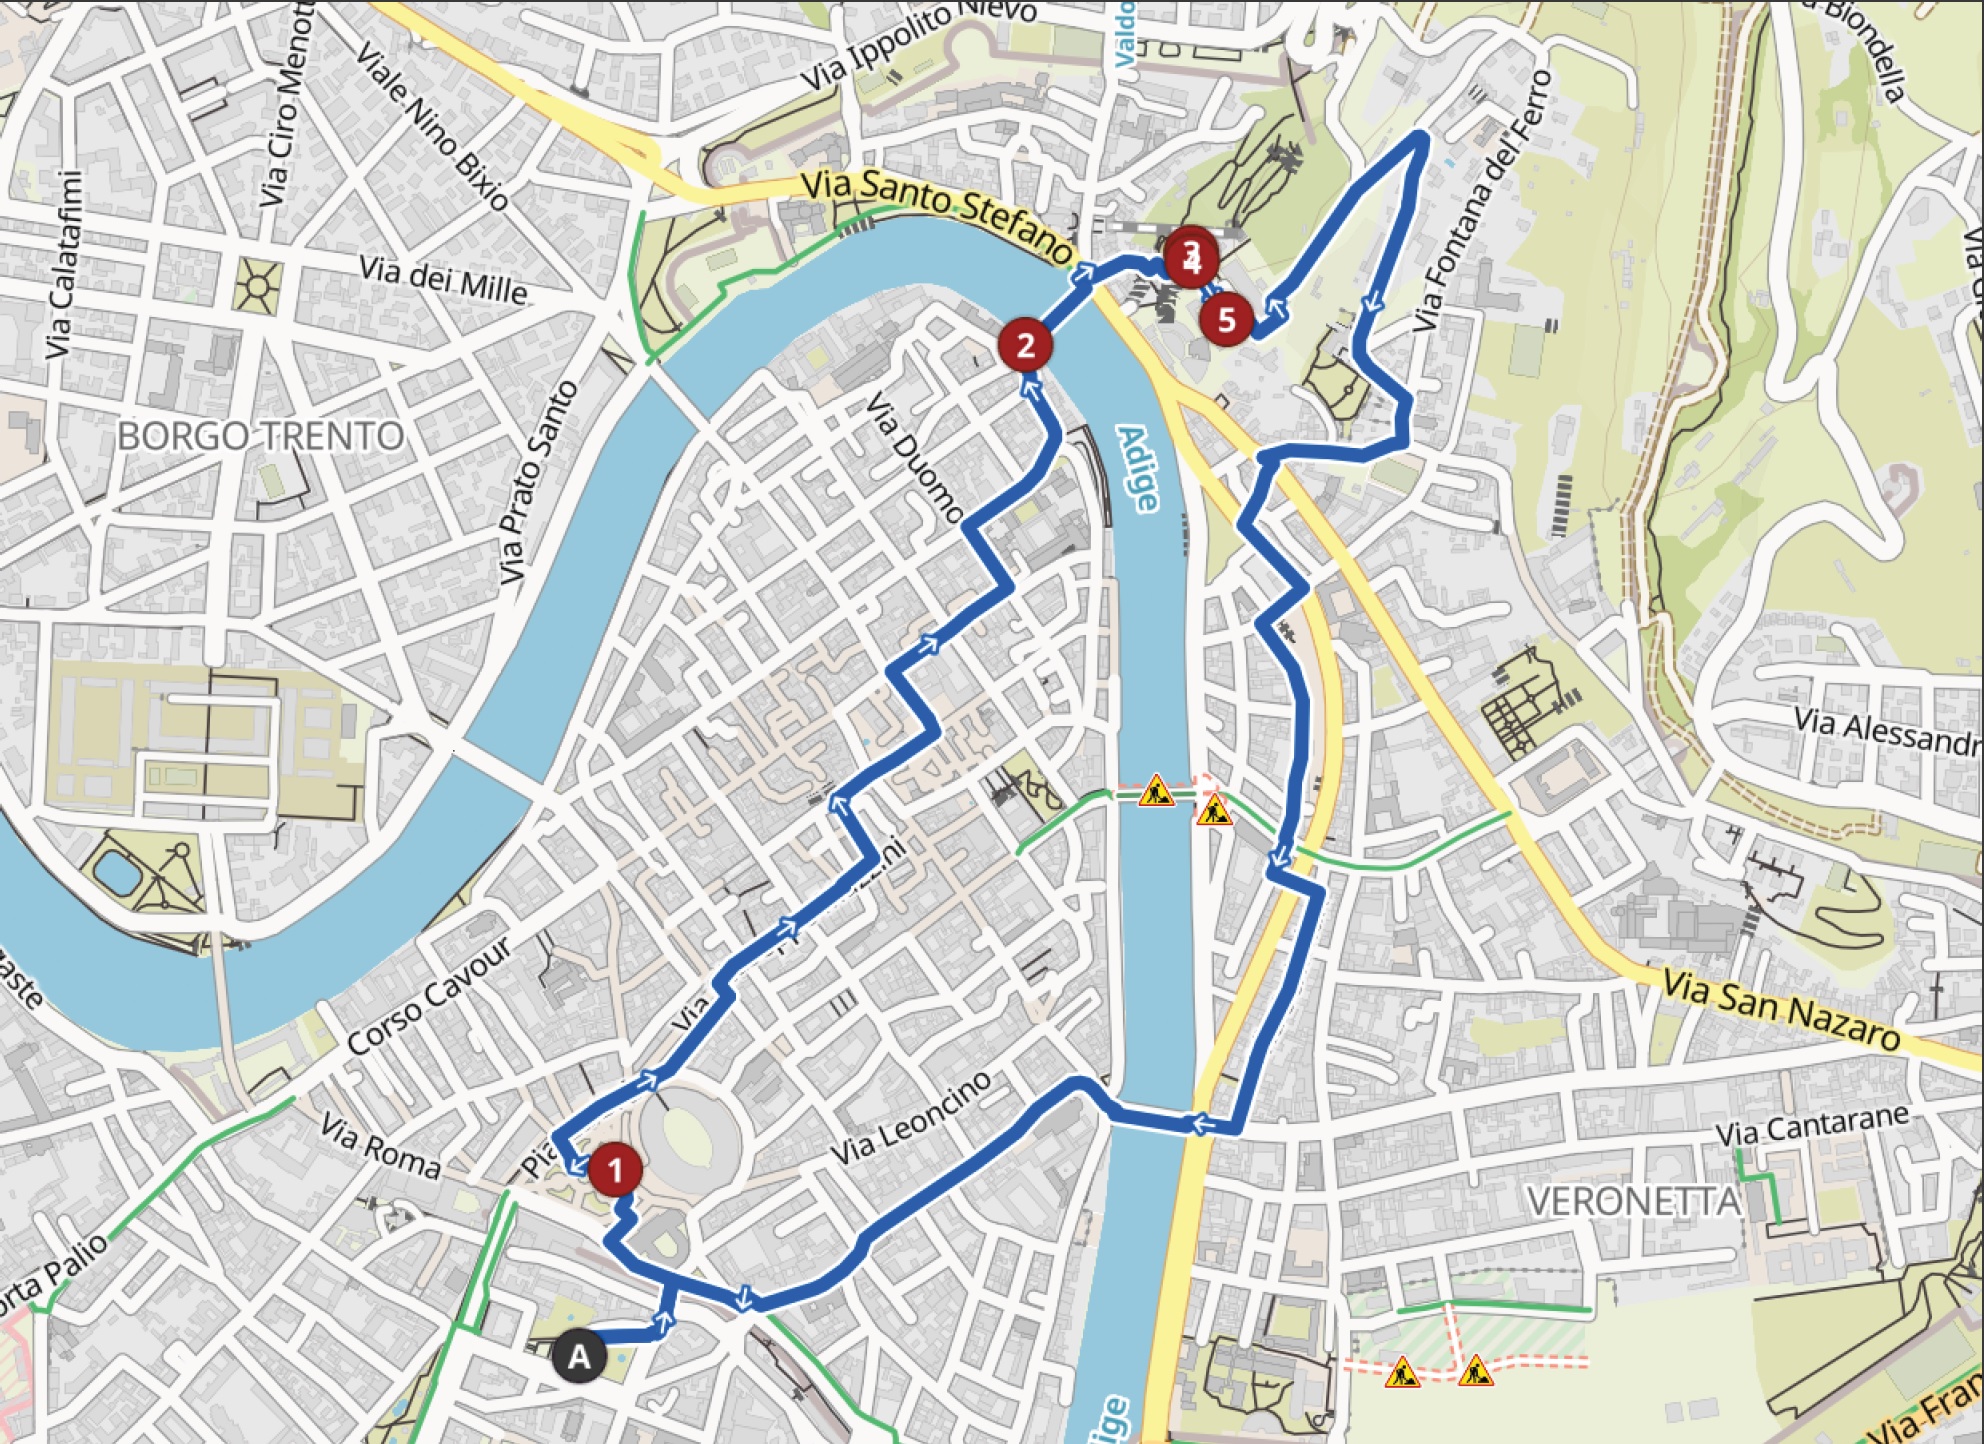 Via Ippolito Nievo
Valdo
Biondella
Via Ciro Menott
Viale Nino Bixio
Via Santo Stefano
Via Fontana del Ferro
Via Calatafimi
Via dei Mille
3
4
5
2
BORGO TRENTO
Via Prato Santo
Via Duomo
Adige
Via Alessandr
ni
aste
Corso Cavour
Via
Via San Nazaro
Via Roma
Pia
1
Via Leoncino
Via Cantarane
VERONETTA
orta Palio
A
ige
Via Fran